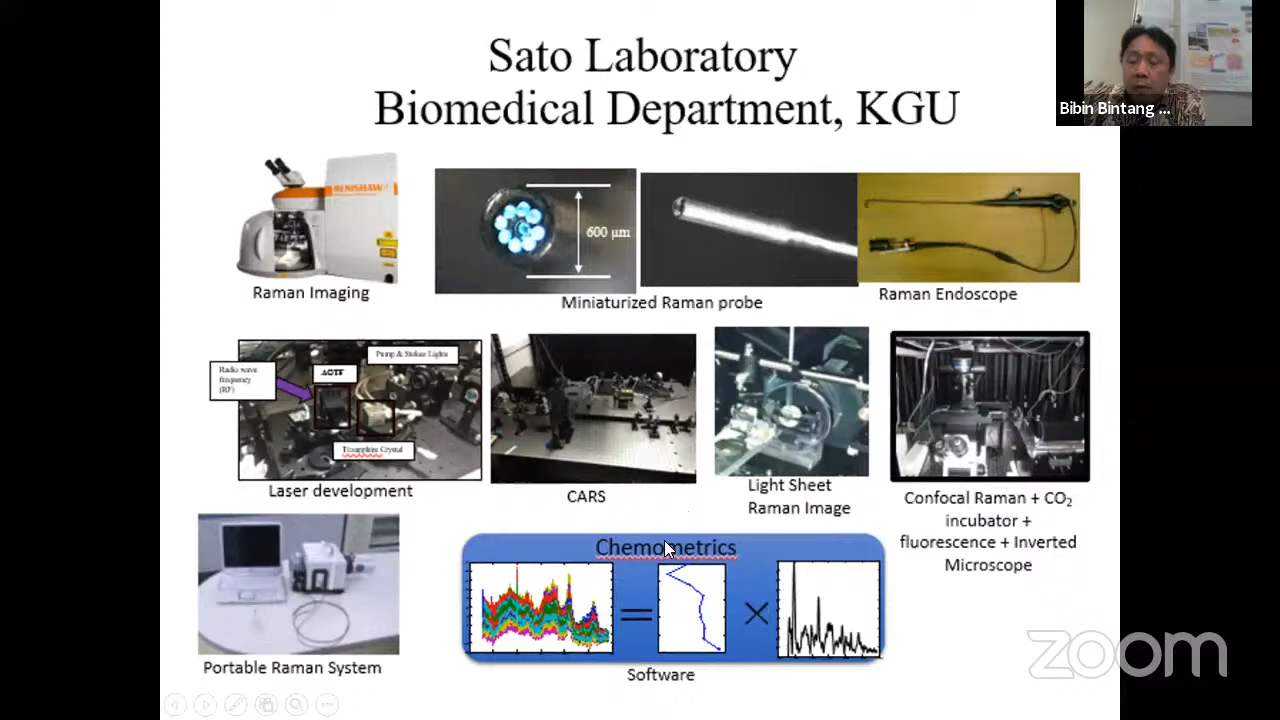 Sato Laboratory
Biomedical Department, KGU
Bibin Bintang ...
RENISHAW
600 μm
Raman Imaging
Miniaturized Raman probe
Raman Endoscope
Radio wave
frequency
(RF)
AOTF
Pump & Stokes Lights
Ti:sapphire Crystal
Laser development
CARS
Light Sheet
Raman Image
Confocal Raman + CO2
incubator +
fluorescence + Inverted
Microscope
Chemometrics
=
×
Portable Raman System
Software
zoom